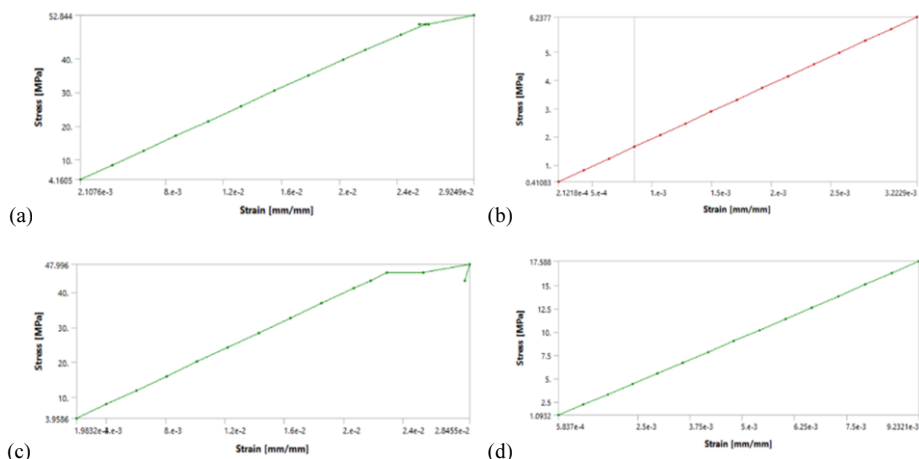 52.844
40.
30.
20.
10.
4.1605
Stress [MPa]
2.1076e-3 8.e-3 1.2e-2 1.6e-2 2.e-2 2.4e-2 2.9249e-2
Strain [mm/mm]
(a)
6.2377
5.
4.
3.
2.
1.
0.41083
Stress [MPa]
2.1218e-4 5.e-4 1.e-3 1.5e-3 2.e-3 2.5e-3 3.2229e-3
Strain [mm/mm]
(b)
47.996
40.
30.
20.
10.
3.9586
Stress [MPa]
8.e-3 1.2e-2 1.6e-2 2.e-2 2.4e-2 2.8455e-2
Strain [mm/mm]
(c)
17.588
15.
12.5
10.
7.5
5.
2.5
1.0932
Stress [MPa]
5.837e-4 2.5e-3 3.75e-3 5.e-3 6.25e-3 7.5e-3 9.2321e-3
Strain [mm/mm]
(d)